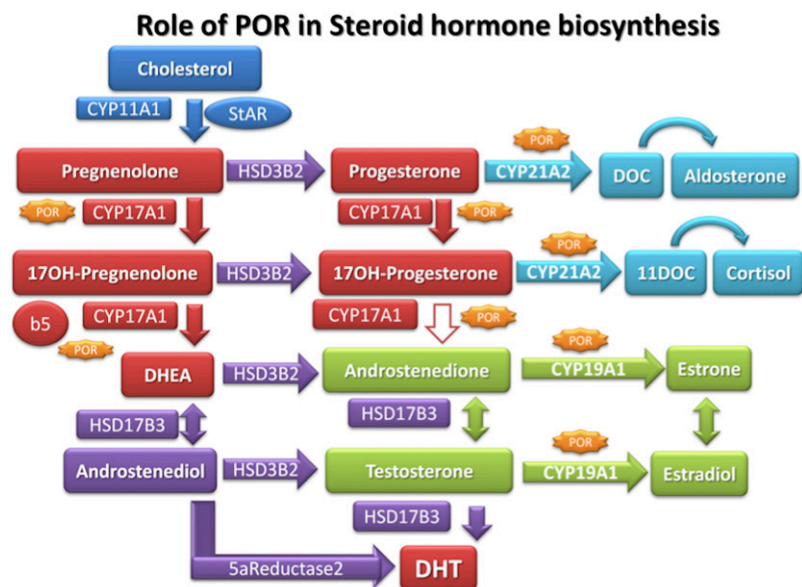 Role of POR in Steroid hormone biosynthesis
Cholesterol
CYP11A1
StAR
POR
Pregnenolone
HSD3B2
Progesterone
CYP21A2
DOC
Aldosterone
POR
CYP17A1
CYP17A1
POR
POR
17OH-Pregnenolone
HSD3B2
17OH-Progesterone
CYP21A2
11DOC
Cortisol
b5
CYP17A1
CYP17A1
POR
POR
POR
DHEA
HSD3B2
Androstenedione
CYP19A1
Estrone
HSD17B3
HSD17B3
POR
Androstenediol
HSD3B2
Testosterone
CYP19A1
Estradiol
HSD17B3
5aReductase2
DHT